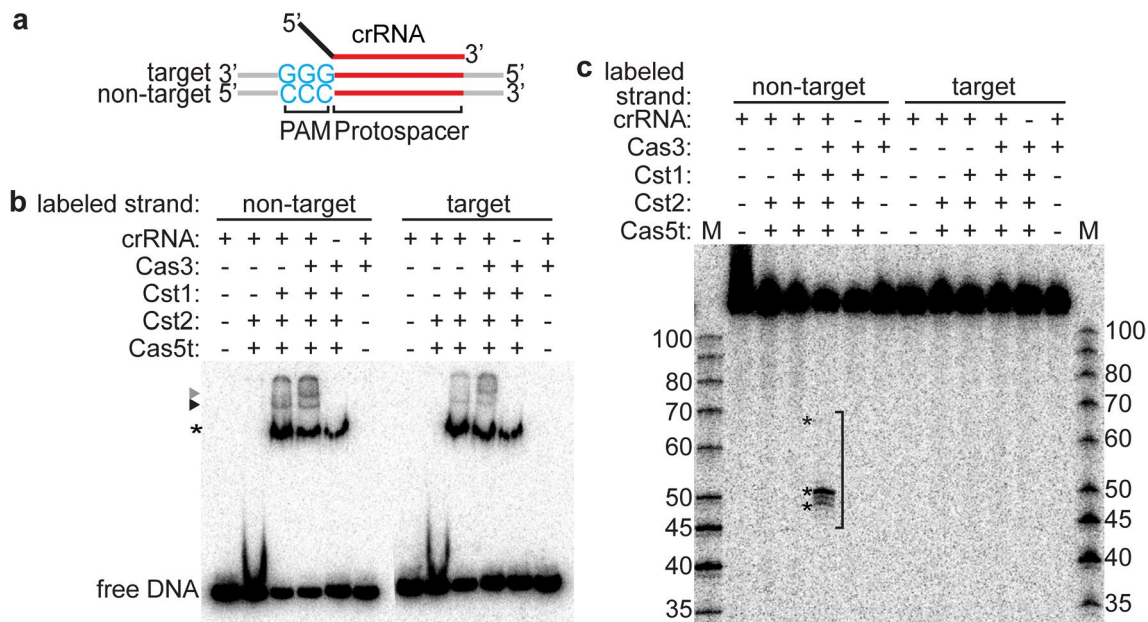 a
5’
crRNA
3’
target 3’ GGG 5’
non-target 5’ CCC 3’
PAM Protospacer
b labeled strand: non-target target
crRNA: + + + + - + + + + + - +
Cas3: - - - + + + - - - + + +
Cst1: - - + + + - - - + + + -
Cst2: - + + + + - - + + + + -
Cas5t: - + + + + - - + + + + -
*
free DNA
c labeled
strand: non-target target
crRNA: + + + + - + + + + + - +
Cas3: - - - + + + - - - + + +
Cst1: - - + + + - - - + + + -
Cst2: - + + + + - - + + + + -
Cas5t: M - + + + + - - + + + + - M
100 100
80 80
70 70
* 
60 60
50 * 50
* 
45 45
40 40
35 35